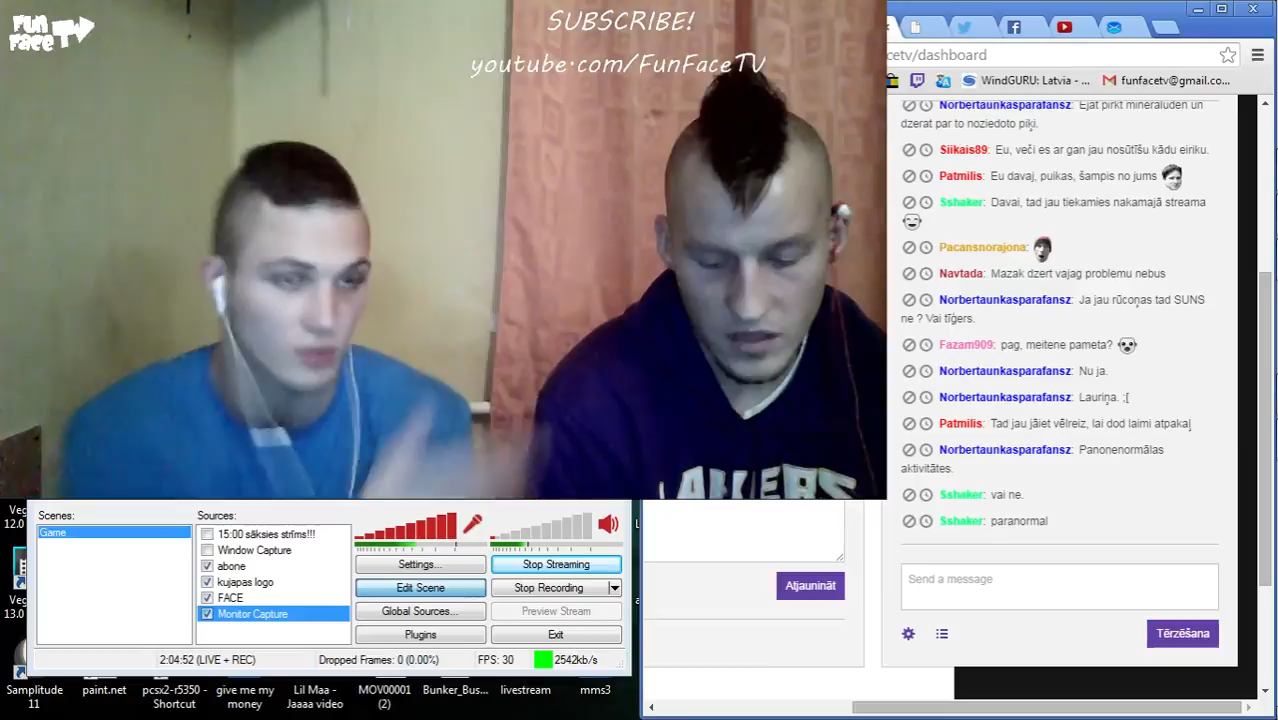 FUN
FACE TV
SUBSCRIBE!
youtube.com/FunFaceTV
LAKERS
cetv/dashboard
WindGURU: Latvia - ...
funfacetv@gmail.co...
Norbertaunkasparafansz: Ejat pirkt mineralūden un
dzerat par to noziedoto piķi.
Siikais89: Eu, veči es ar gan jau nosūtīšu kādu eiriku.
Patmilis: Eu davaj, puikas, šampis no jums
Sshaker: Davai, tad jau tiekamies nakamajā streama
Pacansnorajona:
Navtada: Mazak dzert vajag problemu nebus
Norbertaunkasparafansz: Ja jau rūcoņas tad SUNS
ne ? Vai tīģers.
Fazam909: pag, meitene pameta?
Norbertaunkasparafansz: Nu ja.
Norbertaunkasparafansz: Lauriņa. ;[
Patmilis: Tad jau jāiet vēlreiz, lai dod laimi atpakaļ
Norbertaunkasparafansz: Panonenormālas
aktivitātes.
Sshaker: vai ne.
Sshaker: paranormal
Send a message
Tērzēšana
Atjaunināt
Scenes:
Game
Sources:
15:00 sāksies strīms!!!
Window Capture
abone
kujapas logo
FACE
Monitor Capture
Settings...
Stop Streaming
Edit Scene
Stop Recording
Global Sources...
Preview Stream
Plugins
Exit
2:04:52 (LIVE + REC)
Dropped Frames: 0 (0.00%)
FPS: 30
2542kb/s
Veg
12.0
Veg
13.0
Samplitude
11
paint.net
pcsx2-r5350 -
Shortcut
give me my
money
Lil Maa -
Jaaaa video
MOV00001
(2)
Bunker_Bus...
livestream
mms3